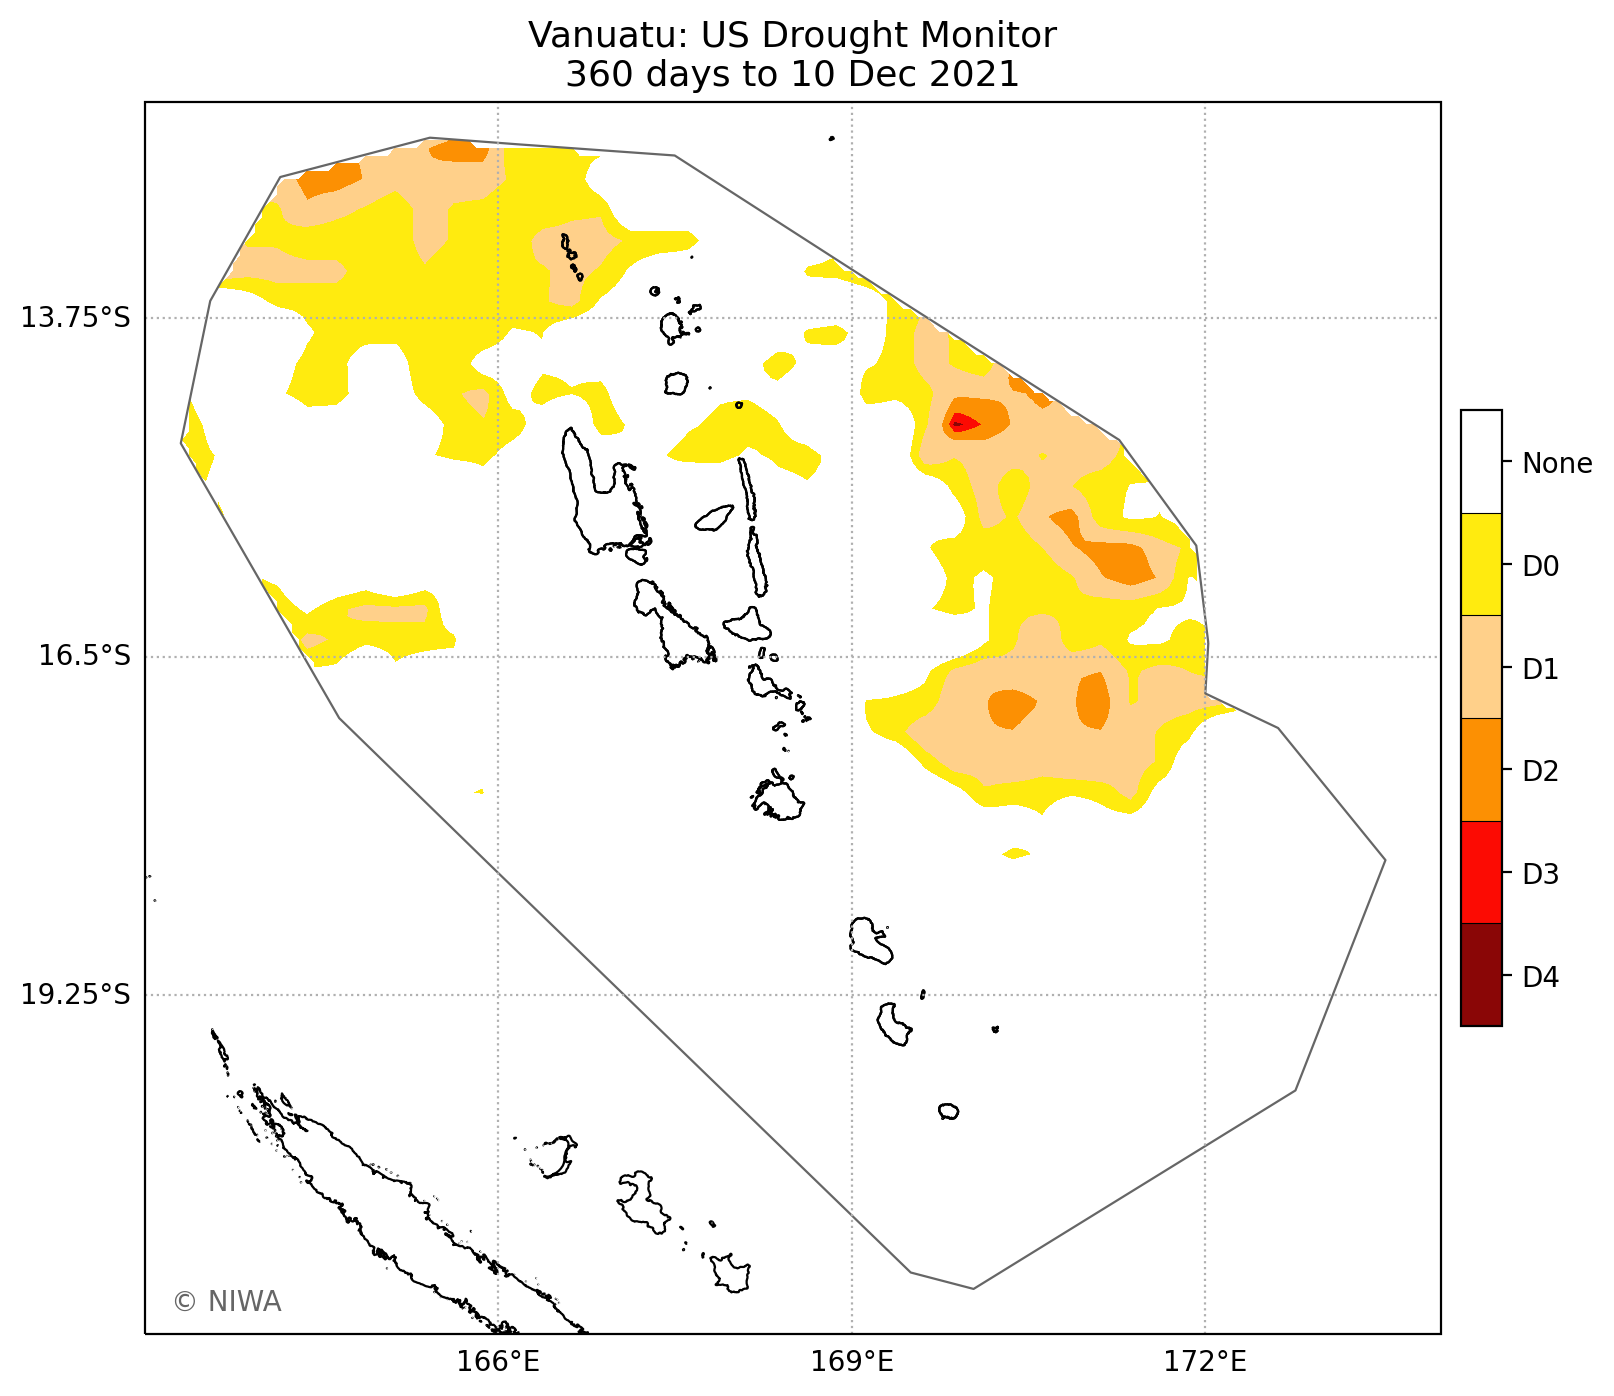 Vanuatu: US Drought Monitor
360 days to 10 Dec 2021
13.75°S
16.5°S
19.25°S
166°E
169°E
172°E
None
D0
D1
D2
D3
D4
© NIWA